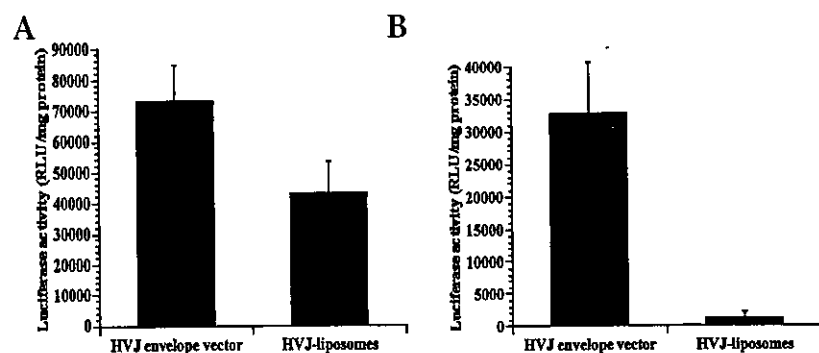 A
Luciferase activity (RLU/mg protein)
90000
80000
70000
60000
50000
40000
30000
20000
10000
0
HVJ envelope vector
HVJ-liposomes
B
Luciferase activity (RLU/mg protein)
40000
35000
30000
25000
20000
15000
10000
5000
0
HVJ envelope vector
HVJ-liposomes